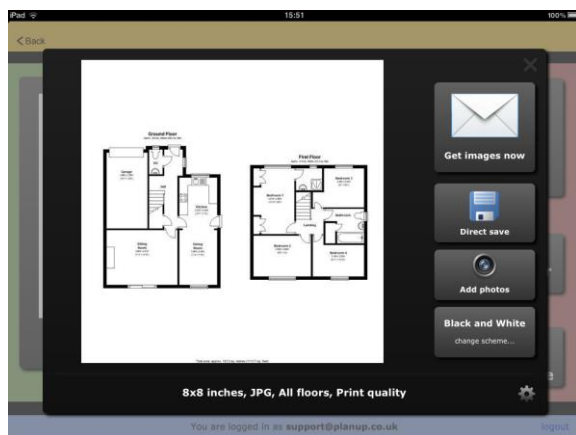 iPad
15:51
100%
Back
Ground Floor
Garage
Hall
Kitchen
Sitting
Room
Dining
Room
First Floor
Bedroom 1
Bedroom 3
Bathroom
Landing
Bedroom 2
Bedroom 4
Get images now
Direct save
Add photos
Black and White
change scheme...
8x8 inches, JPG, All floors, Print quality
You are logged in as support@planup.co.uk
logout